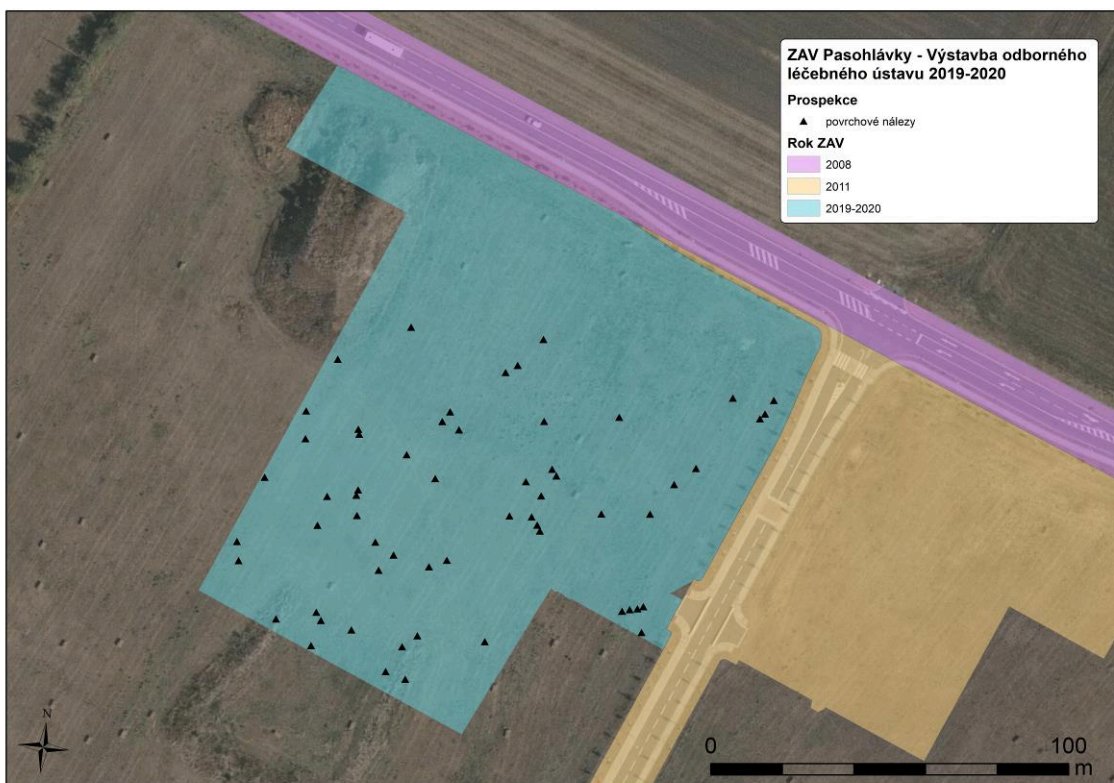 ZAV Pasohlávky - Výstavba odborného
léčebného ústavu 2019-2020
Prospekce
povrchové nálezy
Rok ZAV
2008
2011
2019-2020
N
0
100
m